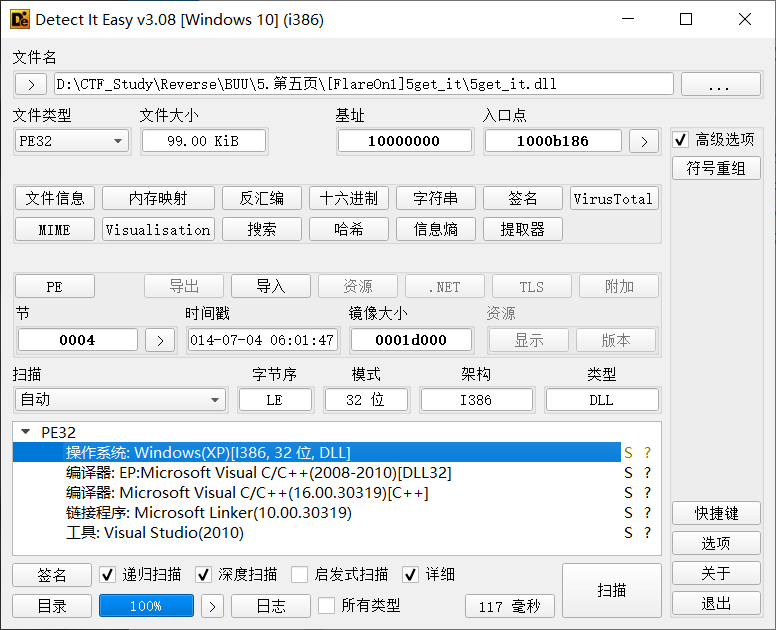 Detect It Easy v3.08 [Windows 10] (i386)
文件名
> D:\CTF_Study\Reverse\BUU\5.第五页\[FlareOn1]5get_it\5get_it.dll ...
文件类型 文件大小 基址 入口点
PE32 99.00 KiB 10000000 1000b186 > 高级选项
符号重组
文件信息 内存映射 反汇编 十六进制 字符串 签名 VirusTotal
MIME Visualisation 搜索 哈希 信息熵 提取器
PE 导出 导入 资源 .NET TLS 附加
节 时间戳 镜像大小 资源
0004 > 014-07-04 06:01:47 0001d000 显示 版本
扫描 字节序 模式 架构 类型
自动 LE 32 位 I386 DLL
PE32
操作系统: Windows(XP)[I386, 32 位, DLL] S ?
编译器: EP:Microsoft Visual C/C++(2008-2010)[DLL32] S ?
编译器: Microsoft Visual C/C++(16.00.30319)[C++] S ?
链接程序: Microsoft Linker(10.00.30319) S ?
工具: Visual Studio(2010) S ?
快捷键
选项
签名 递归扫描 深度扫描 启发式扫描 详细 扫描 关于
目录 100% > 日志 所有类型 117 毫秒 退出